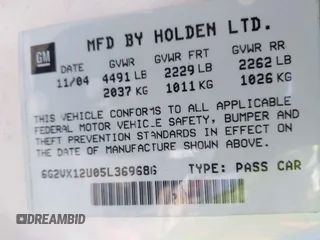 GM
MFD BY HOLDEN LTD.
DATE GVWR GVWR FRT GVWR RR
11/04 4491 LB 2229 LB 2262 LB
2037 KG 1011 KG 1026 KG
THIS VEHICLE CONFORMS TO ALL APPLICABLE
FEDERAL MOTOR VEHICLE SAFETY, BUMPER AND
THEFT PREVENTION STANDARDS IN EFFECT ON
THE DATE OF MANUFACTURE SHOWN ABOVE.
6G2VX12U05L369686 TYPE: PASS CAR
DREAMBID